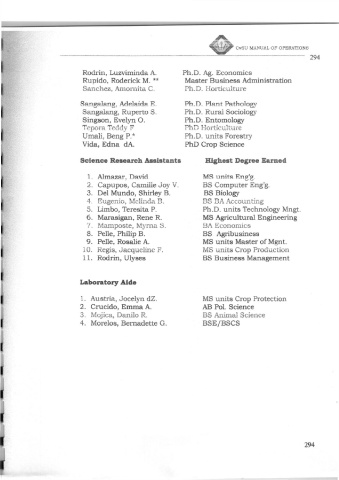 CvSU MANUAL OF OPERATIONS
294
Rodrin, Luzviminda A. Ph.D. Ag. Economics
Rupido, Roderick M. ** Master Business Administration
Sanchez, Amornita C. Ph.D. Horticulture
Sangalang, Adelaida E. Ph.D. Plant Pathology
Sangalang, Ruperto S. Ph.D. Rural Sociology
Singson, Evelyn O. Ph.D. Entomology
Tepora Teddy F. PhD Horticulture
Umali, Beng P.* Ph.D. units Forestry
Vida, Edna dA. PhD Crop Science
Science Research Assistants Highest Degree Earned
1. Almazar, David MS units Eng'g
2. Capupos, Camille Joy V. BS Computer Eng'g.
3. Del Mundo, Shirley B. BS Biology
4. Eugenio, Melinda B. BS BA Accounting
5. Limbo, Teresita P. Ph.D. units Technology Mngt.
6. Marasigan, Rene R. MS Agricultural Engineering
7. Mamposte, Myrna S. BA Economics
8. Pelle, Philip B. BS Agribusiness
9. Pelle, Rosalie A. MS units Master of Mgnt.
10. Regis, Jacqueline F. MS units Crop Production
11. Rodrin, Ulysea BS Business Management
Laboratory Aide
1. Austria, Jocelyn dZ. MS units Crop Protection
2. Crucido, Emma A. AB Pol. Science
3. Mojica, Danilo R. BS Animal Science
4. Morelos, Bernadette G. BSE/BSCS
294